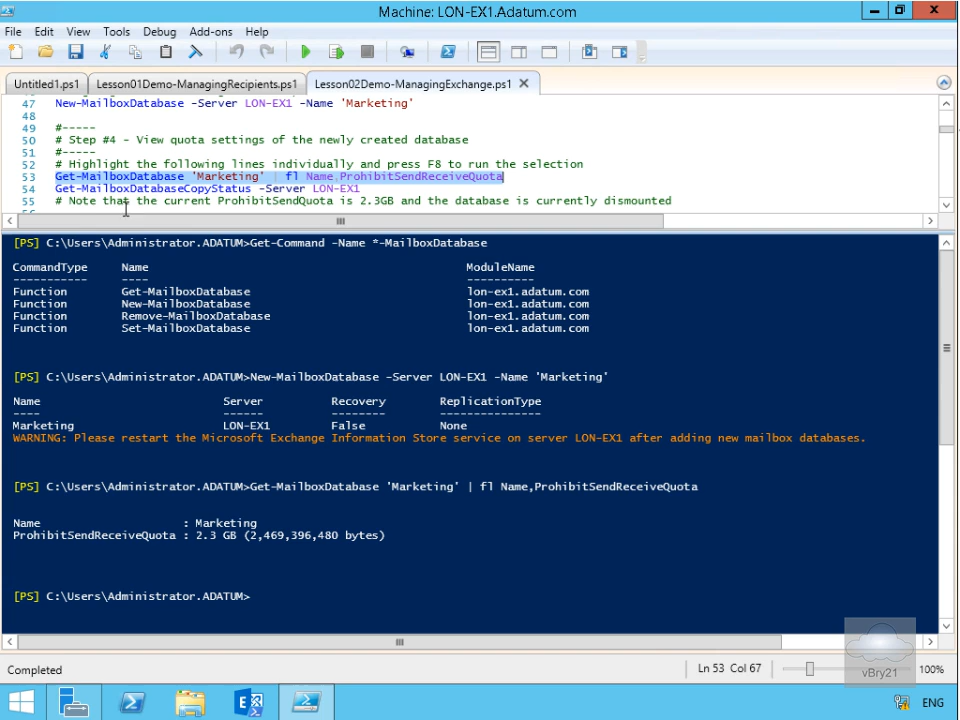 Machine: LON-EX1.Adatum.com
File Edit View Tools Debug Add-ons Help
Untitled1.ps1 Lesson01Demo-ManagingRecipients.ps1 Lesson02Demo-ManagingExchange.ps1
47 New-MailboxDatabase -Server LON-EX1 -Name 'Marketing'
48
49 #-----
50 # Step #4 - View quota settings of the newly created database
51 #-----
52 # Highlight the following lines individually and press F8 to run the selection
53 Get-MailboxDatabase 'Marketing' | fl Name,ProhibitSendReceiveQuota
54 Get-MailboxDatabaseCopyStatus -Server LON-EX1
55 # Note that the current ProhibitSendQuota is 2.3GB and the database is currently dismounted
[PS] C:\Users\Administrator.ADATUM>Get-Command -Name *-MailboxDatabase
CommandType Name ModuleName
----------- ---- ----------
Function Get-MailboxDatabase lon-ex1.adatum.com
Function New-MailboxDatabase lon-ex1.adatum.com
Function Remove-MailboxDatabase lon-ex1.adatum.com
Function Set-MailboxDatabase lon-ex1.adatum.com
[PS] C:\Users\Administrator.ADATUM>New-MailboxDatabase -Server LON-EX1 -Name 'Marketing'
Name Server Recovery ReplicationType
---- ------ -------- ---------------
Marketing LON-EX1 False None
WARNING: Please restart the Microsoft Exchange Information Store service on server LON-EX1 after adding new mailbox databases.
[PS] C:\Users\Administrator.ADATUM>Get-MailboxDatabase 'Marketing' | fl Name,ProhibitSendReceiveQuota
Name : Marketing
ProhibitSendReceiveQuota : 2.3 GB (2,469,396,480 bytes)
[PS] C:\Users\Administrator.ADATUM>
Completed Ln 53 Col 67 100%
vBry21
ENG